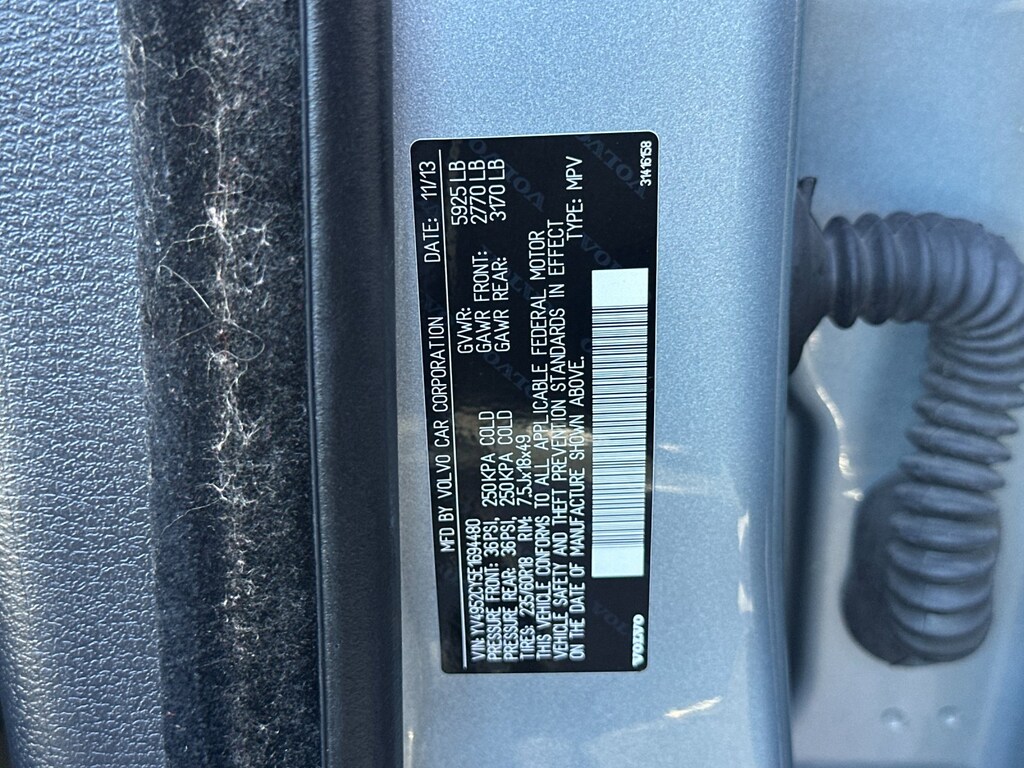 MFD BY VOLVO CAR CORPORATION DATE: 11/13
VIN: YV4952CY5E1694480 GVWR: 5925 LB
PRESSURE FRONT: 36PSI, 250KPA COLD GAWR FRONT: 2770 LB
PRESSURE REAR: 36PSI, 250KPA COLD GAWR REAR: 3170 LB
TIRES: 235/60R18 RIM: 7.5Jx18x49
THIS VEHICLE CONFORMS TO ALL APPLICABLE FEDERAL MOTOR
VEHICLE SAFETY AND THEFT PREVENTION STANDARDS IN EFFECT
ON THE DATE OF MANUFACTURE SHOWN ABOVE. TYPE: MPV
VOLVO 31416158